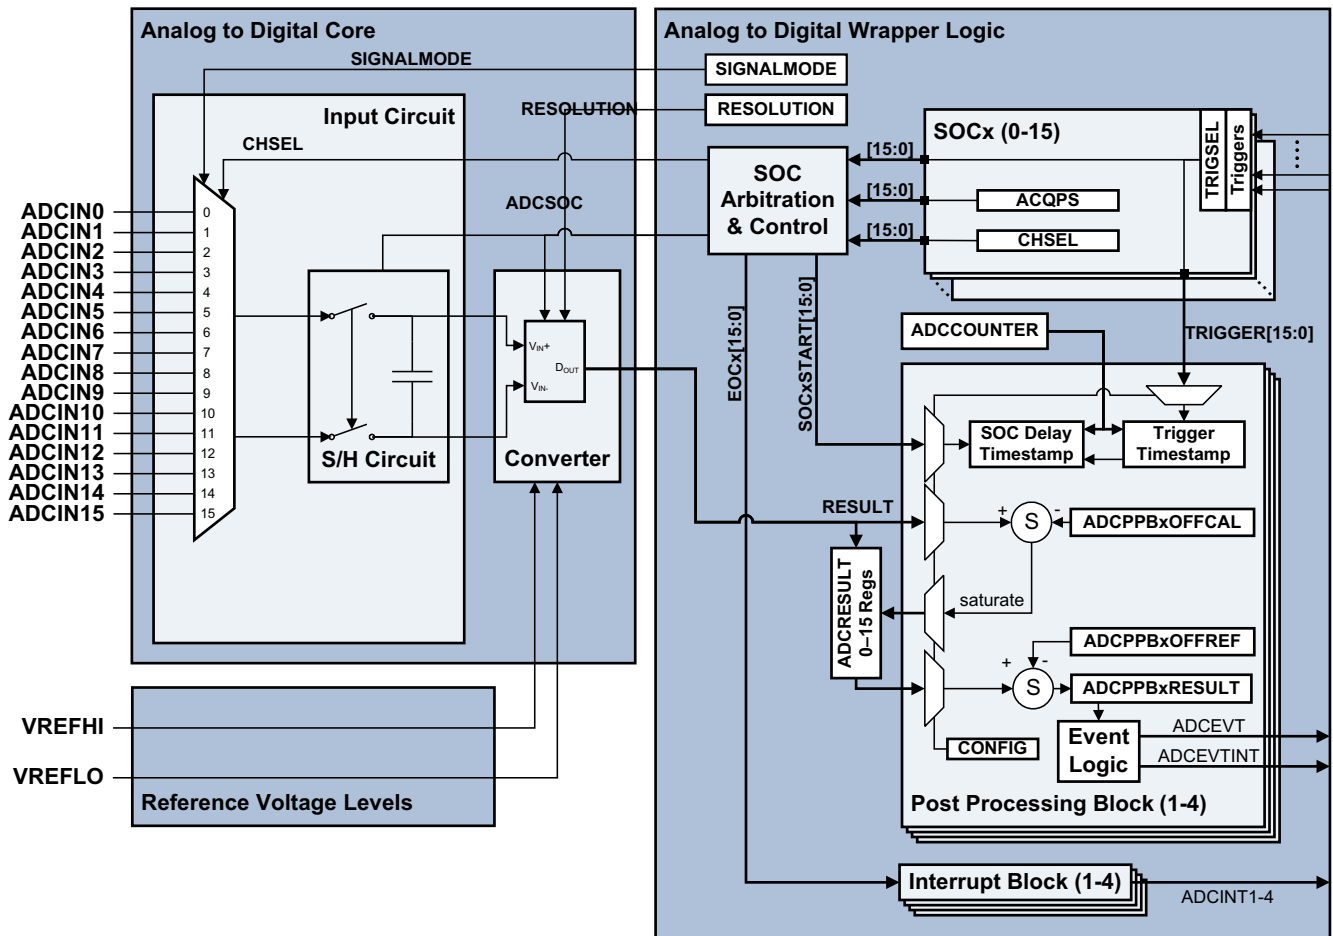 Analog to Digital Core
SIGNALMODE
RESOLUTION
Input Circuit
CHSEL
ADCSOC
ADCIN0
ADCIN1
ADCIN2
ADCIN3
ADCIN4
ADCIN5
ADCIN6
ADCIN7
ADCIN8
ADCIN9
ADCIN10
ADCIN11
ADCIN12
ADCIN13
ADCIN14
ADCIN15
0
1
2
3
4
5
6
7
8
9
10
11
12
13
14
15
S/H Circuit
VIN+
DOUT
VIN-
Converter
VREFHI
VREFLO
Reference Voltage Levels
Analog to Digital Wrapper Logic
SIGNALMODE
RESOLUTION
SOC
Arbitration
& Control
[15:0]
[15:0]
[15:0]
SOCx (0-15)
ACQPS
CHSEL
TRIGSEL
Triggers
EOCx[15:0]
SOCxSTART[15:0]
ADCCOUNTER
TRIGGER[15:0]
SOC Delay
Timestamp
Trigger
Timestamp
RESULT
+
S
-
ADCPPBxOFFCAL
saturate
ADCRESULT
0–15 Regs
ADCPPBxOFFREF
+
-
S
ADCPPBxRESULT
CONFIG
Event
Logic
ADCEVT
ADCEVTINT
Post Processing Block (1-4)
Interrupt Block (1-4)
ADCINT1-4